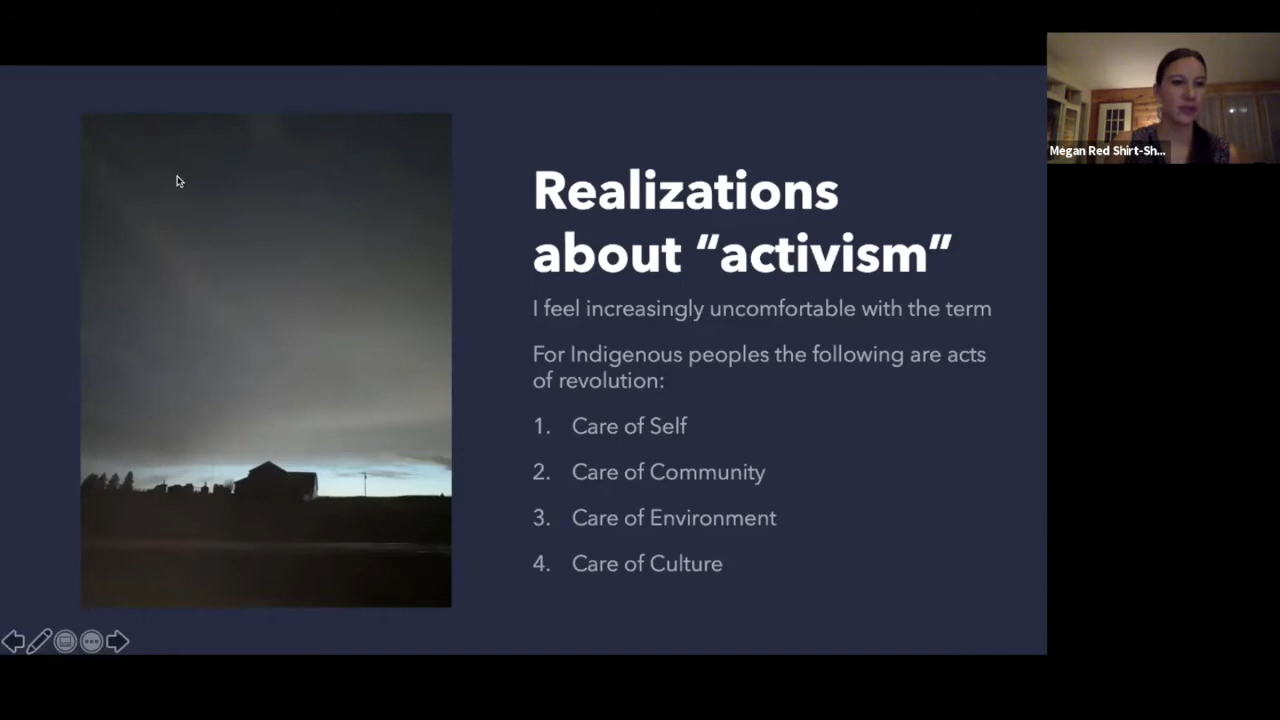 Realizations
about “activism”
I feel increasingly uncomfortable with the term
For Indigenous peoples the following are acts
of revolution:
1. Care of Self
2. Care of Community
3. Care of Environment
4. Care of Culture
Megan Red Shirt-Sh...